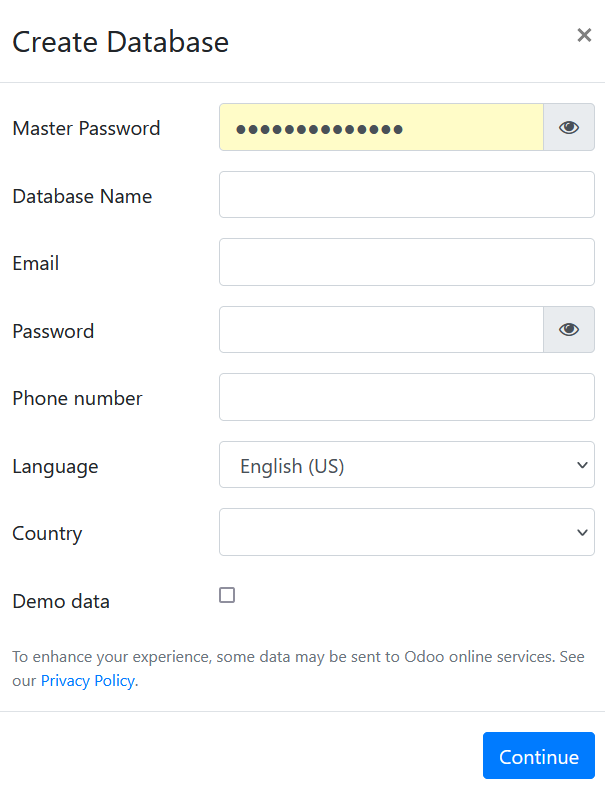 Create Database
×
Master Password
●●●●●●●●●●●●●●
Database Name
Email
Password
Phone number
Language
English (US)
Country
Demo data
To enhance your experience, some data may be sent to Odoo online services. See
our Privacy Policy.
Continue